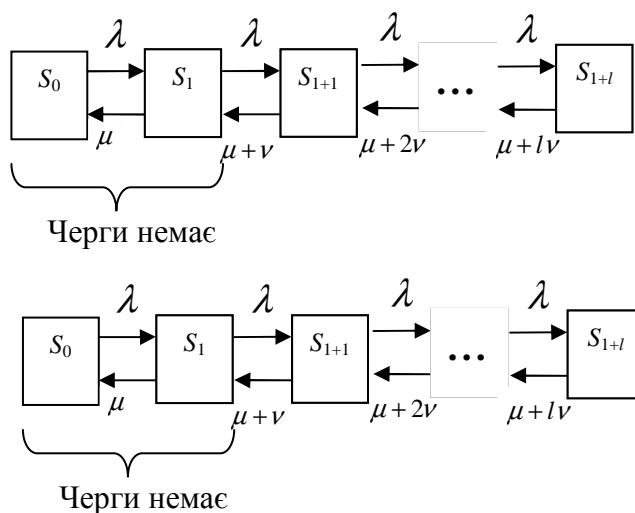 λ λ λ λ
S₀ S₁ S₁₊₁ ... S₁₊ₗ
μ μ+ν μ+2ν μ+lν
Черги немає
λ λ λ λ
S₀ S₁ S₁₊₁ ... S₁₊ₗ
μ μ+ν μ+2ν μ+lν
Черги немає